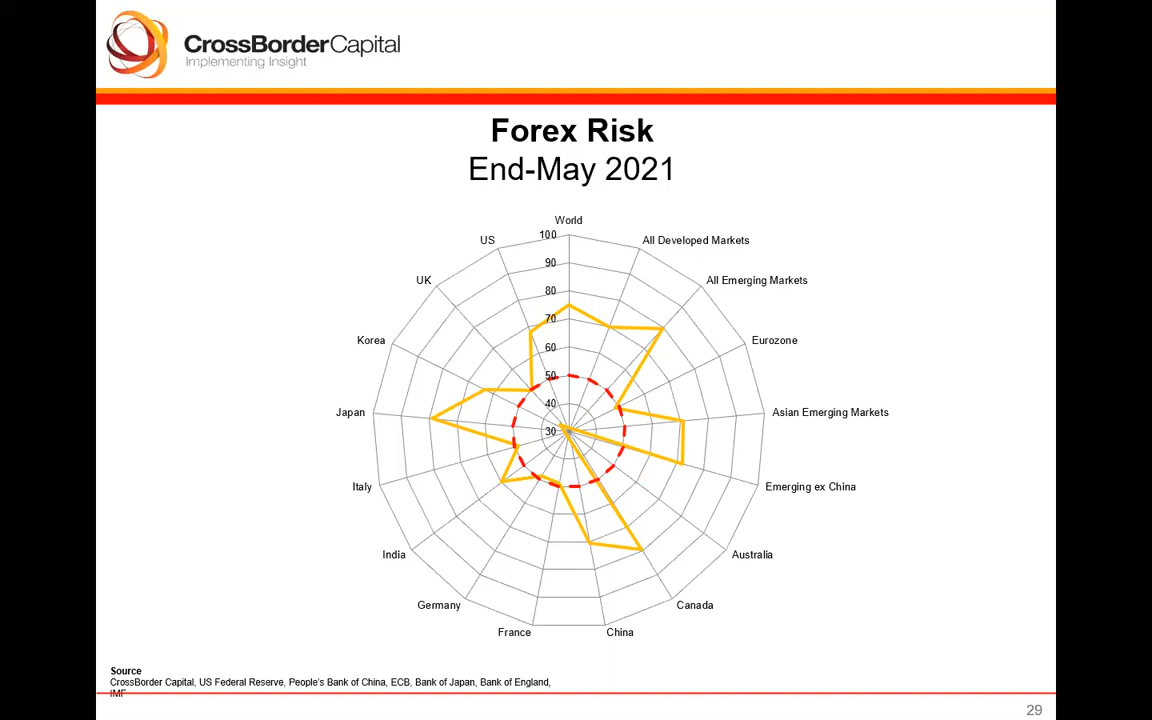 CrossBorderCapital
Implementing Insight
Forex Risk
End-May 2021
World
US
100
All Developed Markets
90
UK
All Emerging Markets
80
70
Korea
Eurozone
60
50
40
Japan
Asian Emerging Markets
30
Italy
Emerging ex China
India
Australia
Germany
Canada
France
China
Source
CrossBorder Capital, US Federal Reserve, People's Bank of China, ECB, Bank of Japan, Bank of England,
IMF
29